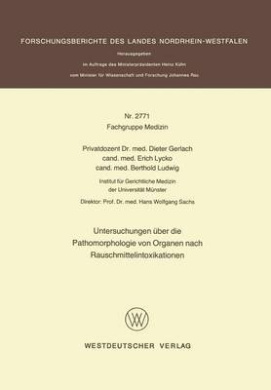 FORSCHUNGSBERICHTE DES LANDES NORDRHEIN-WESTFALEN
Herausgegeben
im Auftrage des Ministerpräsidenten Heinz Kühn
vom Minister für Wissenschaft und Forschung Johannes Rau
Nr. 2771
Fachgruppe Medizin
Privatdozent Dr. med. Dieter Gerlach
cand. med. Erich Lycko
cand. med. Berthold Ludwig
Institut für Gerichtliche Medizin
der Universität Münster
Direktor: Prof. Dr. med. Hans Wolfgang Sachs
Untersuchungen über die
Pathomorphologie von Organen nach
Rauschmittelintoxikationen
WESTDEUTSCHER VERLAG